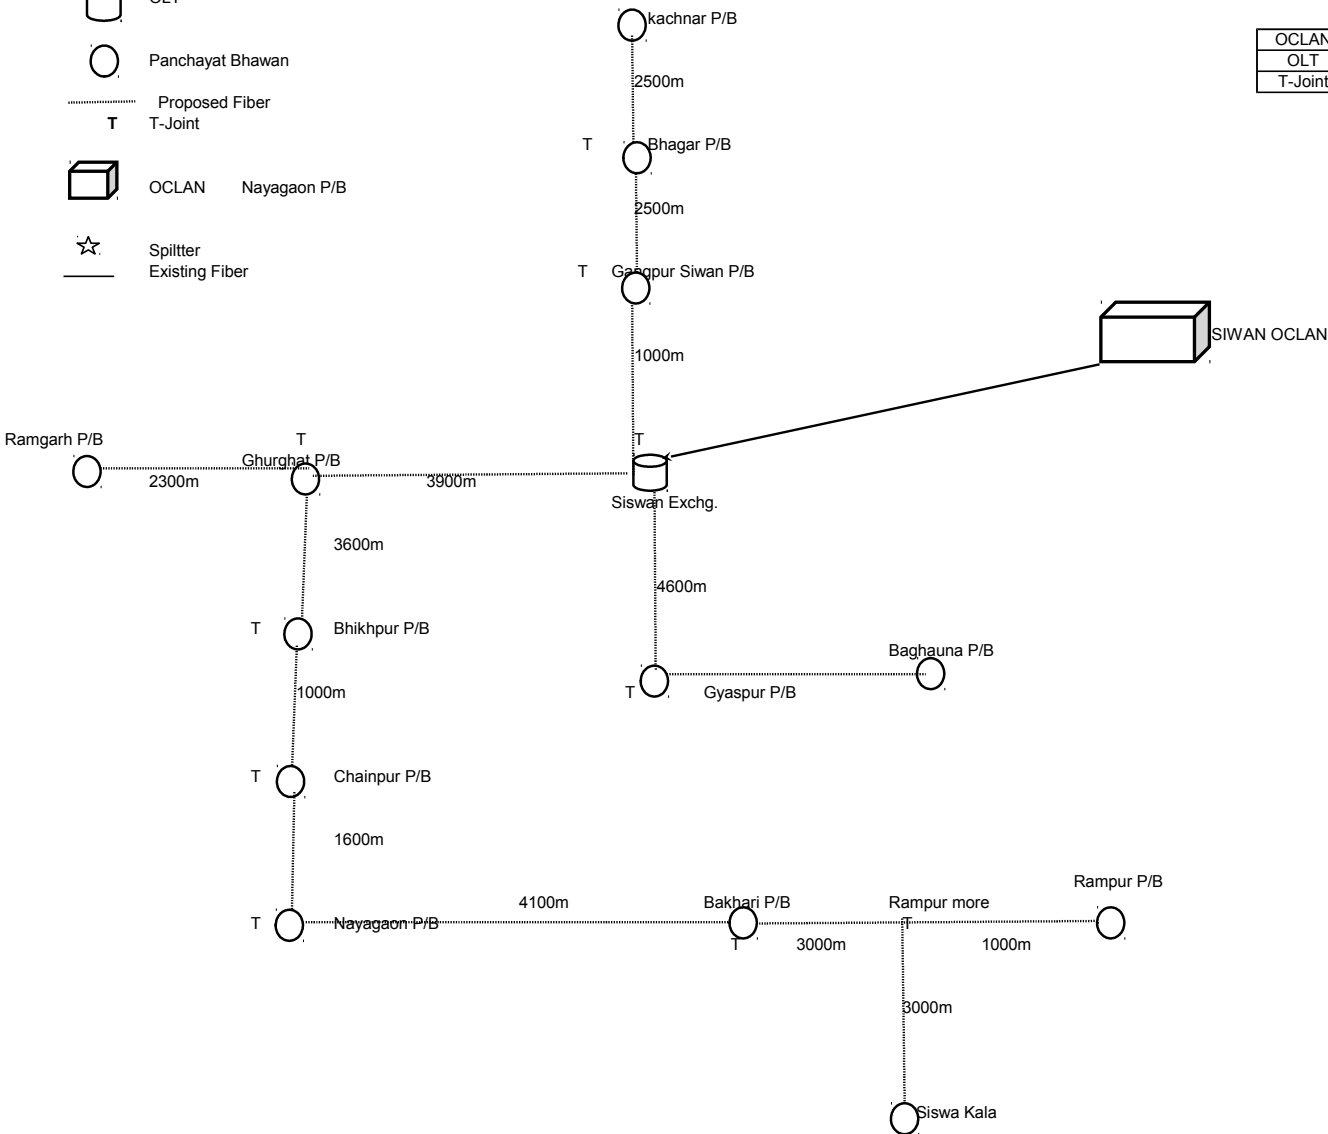 OLT
kachnar P/B
OCLAN
Panchayat Bhawan
OLT
2500m
T-Joint
Proposed Fiber
T T-Joint
T Bhagar P/B
OCLAN Nayagaon P/B
2500m
Spiltter
Existing Fiber
T Gangpur Siwan P/B
SIWAN OCLAN
1000m
Ramgarh P/B
T
T
Ghurghat P/B
2300m
3900m
Siswan Exchg.
3600m
4600m
T Bhikhpur P/B
Baghauna P/B
1000m
T Gyaspur P/B
T Chainpur P/B
1600m
Rampur P/B
4100m
Bakhari P/B
Rampur more
T Nayagaon P/B
T
T
3000m
1000m
3000m
Siswa Kala